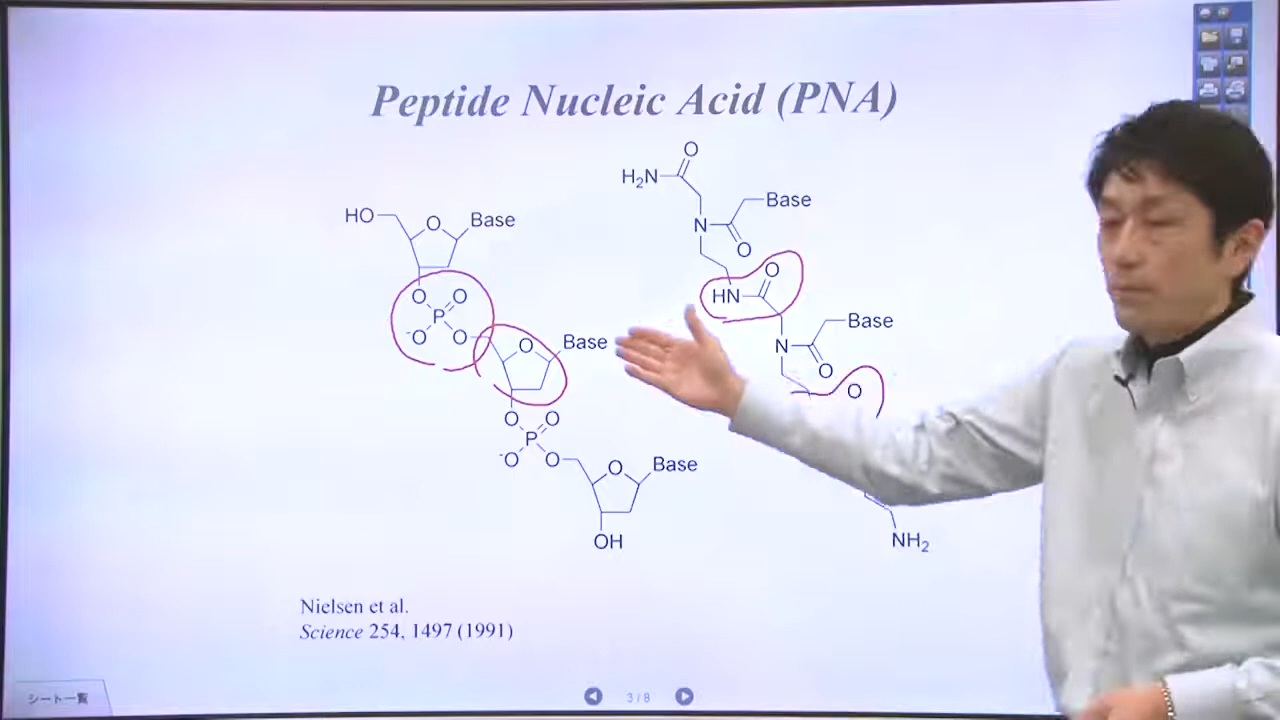 Peptide Nucleic Acid (PNA)
H₂N
O
N
Base
O
HO
O
Base
HN
O
O
P
O
⁻O
O
O
Base
N
Base
O
O
O
P
O
⁻O
O
O
Base
OH
NH₂
Nielsen et al.
Science 254, 1497 (1991)
シート一覧
3 / 8